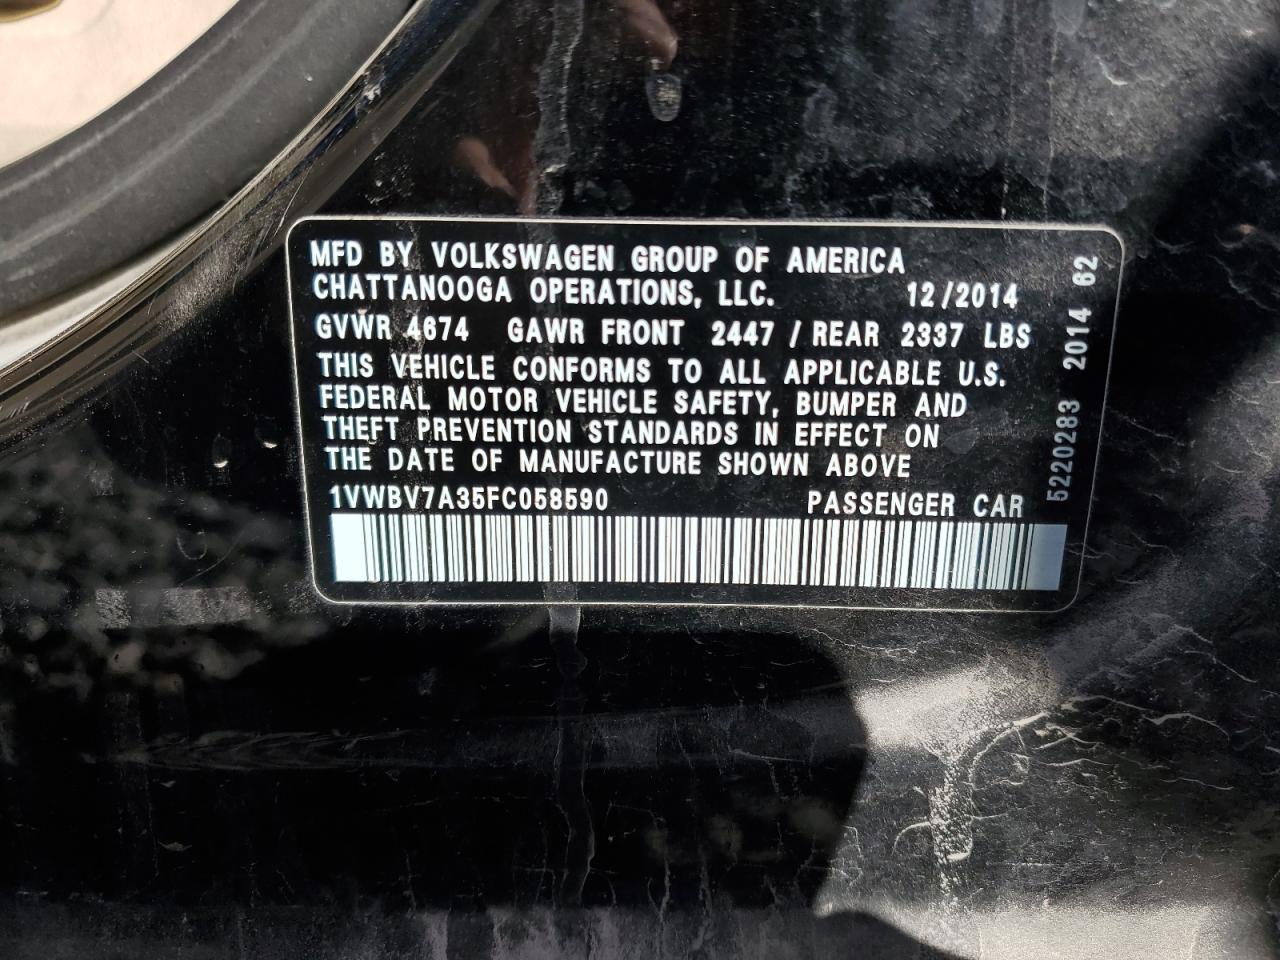 MFD BY VOLKSWAGEN GROUP OF AMERICA
CHATTANOOGA OPERATIONS, LLC. 12/2014
GVWR 4674 GAWR FRONT 2447 / REAR 2337 LBS
THIS VEHICLE CONFORMS TO ALL APPLICABLE U.S.
FEDERAL MOTOR VEHICLE SAFETY, BUMPER AND
THEFT PREVENTION STANDARDS IN EFFECT ON
THE DATE OF MANUFACTURE SHOWN ABOVE
1VWBV7A35FC058590 PASSENGER CAR
5220283 2014 62